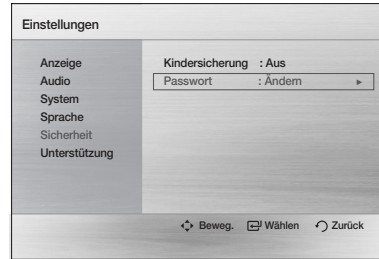 Einstellungen
Anzeige
Audio
System
Sprache
Sicherheit
Unterstützung
Kindersicherung : Aus
Passwort : Ändern ►
Beweg. Wählen Zurück